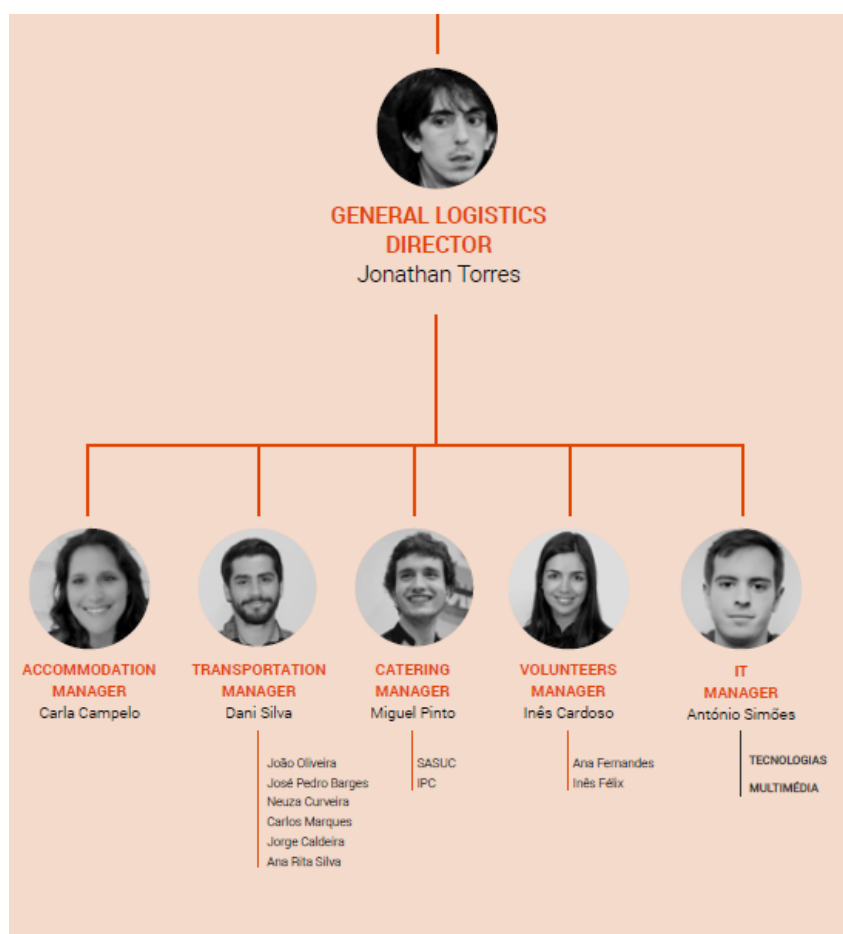 GENERAL LOGISTICS
DIRECTOR
Jonathan Torres
ACCOMMODATION
MANAGER
Carla Campelo
TRANSPORTATION
MANAGER
Dani Silva
João Oliveira
José Pedro Barges
Neuza Curveira
Carlos Marques
Jorge Caldeira
Ana Rita Silva
CATERING
MANAGER
Miguel Pinto
SASUC
IPC
VOLUNTEERS
MANAGER
Inês Cardoso
Ana Fernandes
Inês Félix
IT
MANAGER
António Simões
TECNOLOGIAS
MULTIMÉDIA